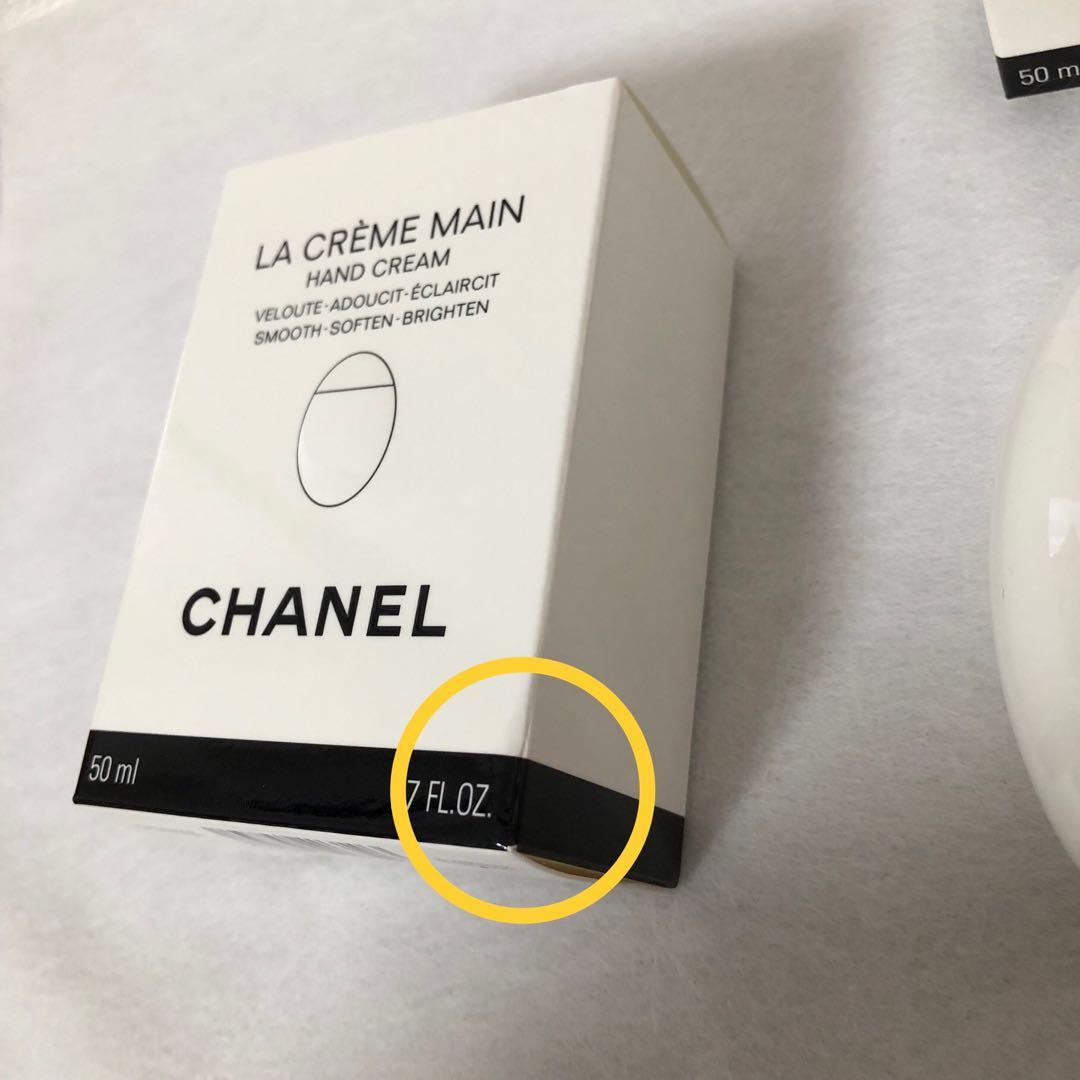 LA CRÈME MAIN
HAND CREAM
VELOUTE-ADOUCIT-ÉCLAIRCIT
SMOOTH-SOFTEN-BRIGHTEN
CHANEL
50 ml
7 FL.OZ.
50 m